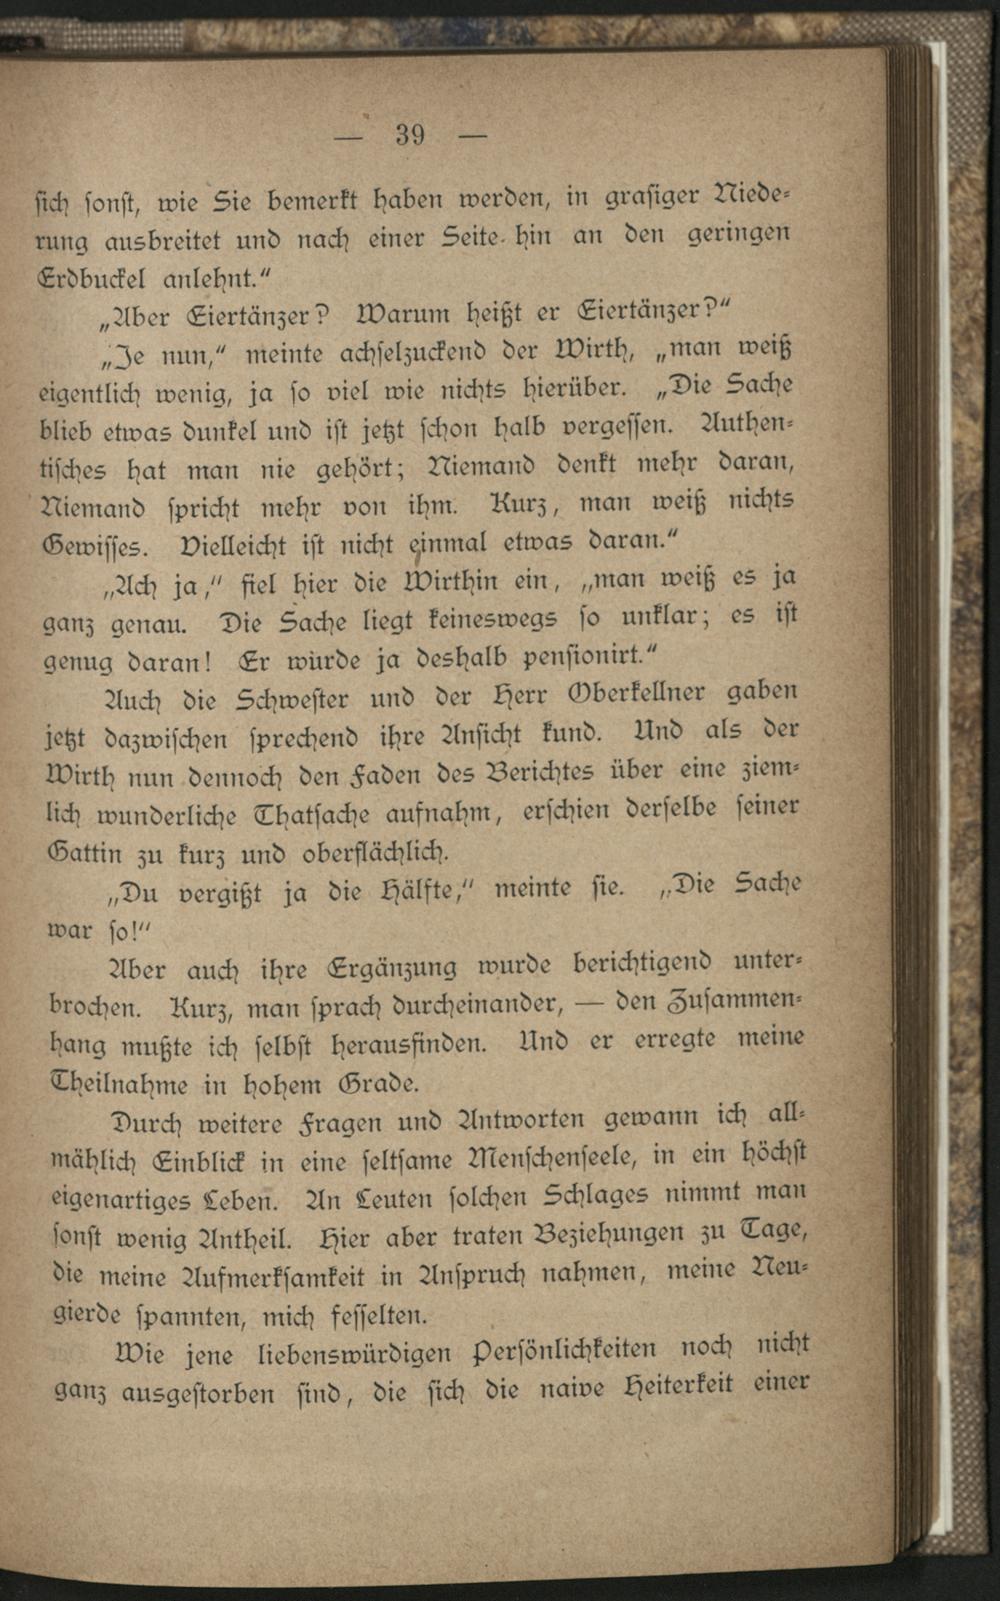 — 39 —
sich sonst, wie Sie bemerkt haben werden, in grasiger Niede-
rung ausbreitet und nach einer Seite hin an den geringen
Erdbuckel anlehnt.“
„Aber Eiertänzer? Warum heißt er Eiertänzer?“
„Je nun,“ meinte achselzuckend der Wirth, „man weiß
eigentlich wenig, ja so viel wie nichts hierüber. „Die Sache
blieb etwas dunkel und ist jetzt schon halb vergessen. Authen-
tisches hat man nie gehört; Niemand denkt mehr daran,
Niemand spricht mehr von ihm. Kurz, man weiß nichts
Gewisses. Vielleicht ist nicht einmal etwas daran.“
„Ach ja,“ fiel hier die Wirthin ein, „man weiß es ja
ganz genau. Die Sache liegt keineswegs so unklar; es ist
genug daran! Er wurde ja deshalb pensionirt.“
Auch die Schwester und der Herr Oberkellner gaben
jetzt dazwischen sprechend ihre Ansicht kund. Und als der
Wirth nun dennoch den Faden des Berichtes über eine ziem-
lich wunderliche Thatsache aufnahm, erschien derselbe seiner
Gattin zu kurz und oberflächlich.
„Du vergißt ja die Hälfte,“ meinte sie. „Die Sache
war so!“
Aber auch ihre Ergänzung wurde berichtigend unter-
brochen. Kurz, man sprach durcheinander, — den Zusammen-
hang mußte ich selbst herausfinden. Und er erregte meine
Theilnahme in hohem Grade.
Durch weitere Fragen und Antworten gewann ich all-
mählich Einblick in eine seltsame Menschenseele, in ein höchst
eigenartiges Leben. An Leuten solchen Schlages nimmt man
sonst wenig Antheil. Hier aber traten Beziehungen zu Tage,
die meine Aufmerksamkeit in Anspruch nahmen, meine Neu-
gierde spannten, mich fesselten.
Wie jene liebenswürdigen Persönlichkeiten noch nicht
ganz ausgestorben sind, die sich die naive Heiterkeit einer